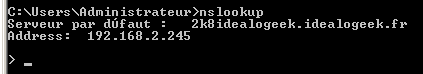 C:\Users\Administrateur>nslookup
Serveur par dúfaut :   2k8idealogeek.idealogeek.fr
Address:  192.168.2.245
> _